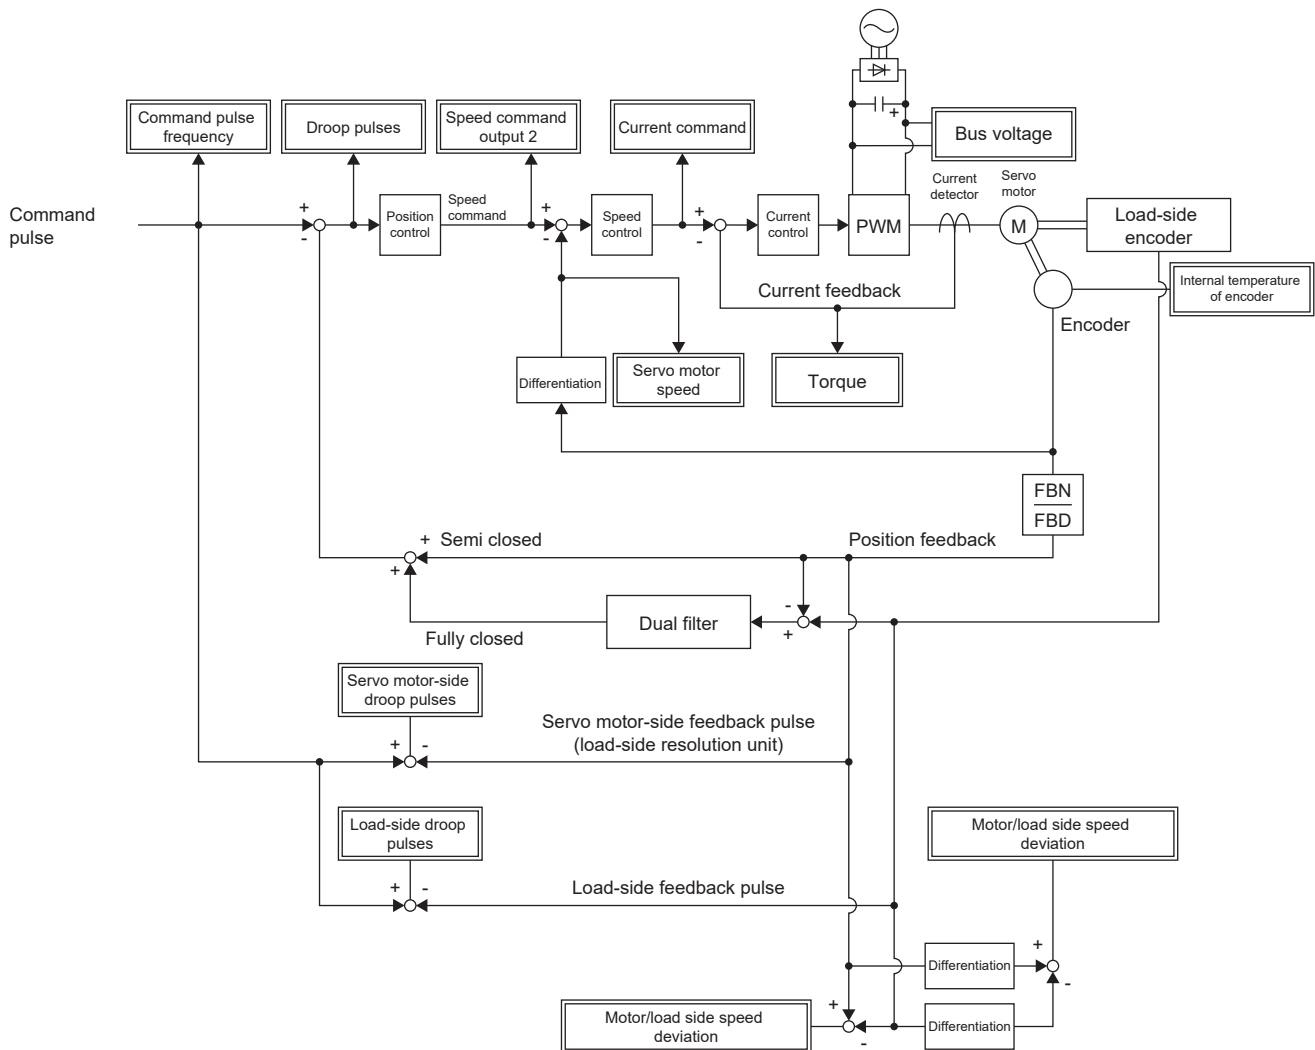 Command pulse
frequency
Droop pulses
Speed command
output 2
Current command
Bus voltage
Current
detector
Servo
motor
Command
pulse
+
-
Position
control
Speed
command
+
-
Speed
control
+
-
Current
control
PWM
+
M
Load-side
encoder
Internal temperature
of encoder
Current feedback
Encoder
Differentiation
Servo motor
speed
Torque
FBN
FBD
+
Semi closed
Position feedback
+
-
+
Dual filter
Fully closed
Servo motor-side
droop pulses
+
-
Servo motor-side feedback pulse
(load-side resolution unit)
Load-side droop
pulses
+
-
Load-side feedback pulse
Motor/load side speed
deviation
+
-
Differentiation
Differentiation
+
-
Motor/load side speed
deviation